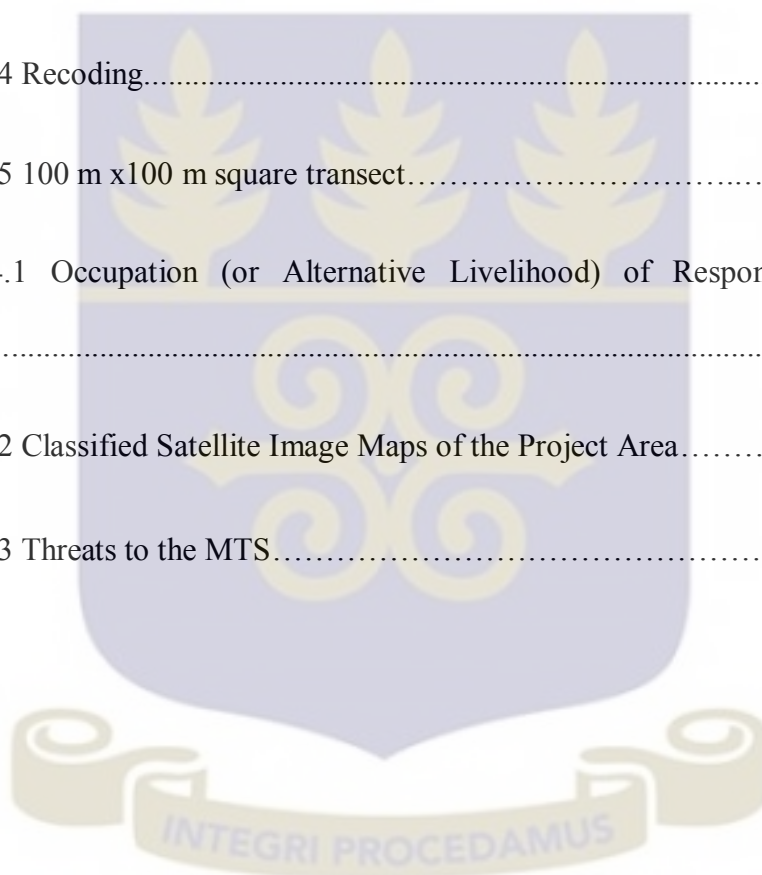 4 Recoding....................................................................................
5 100 m x100 m square transect……………………….…..
.1 Occupation (or Alternative Livelihood) of Respon
....................................................................................................
2 Classified Satellite Image Maps of the Project Area…….
3 Threats to the MTS………………………………………….
INTEGRI PROCEDAMUS